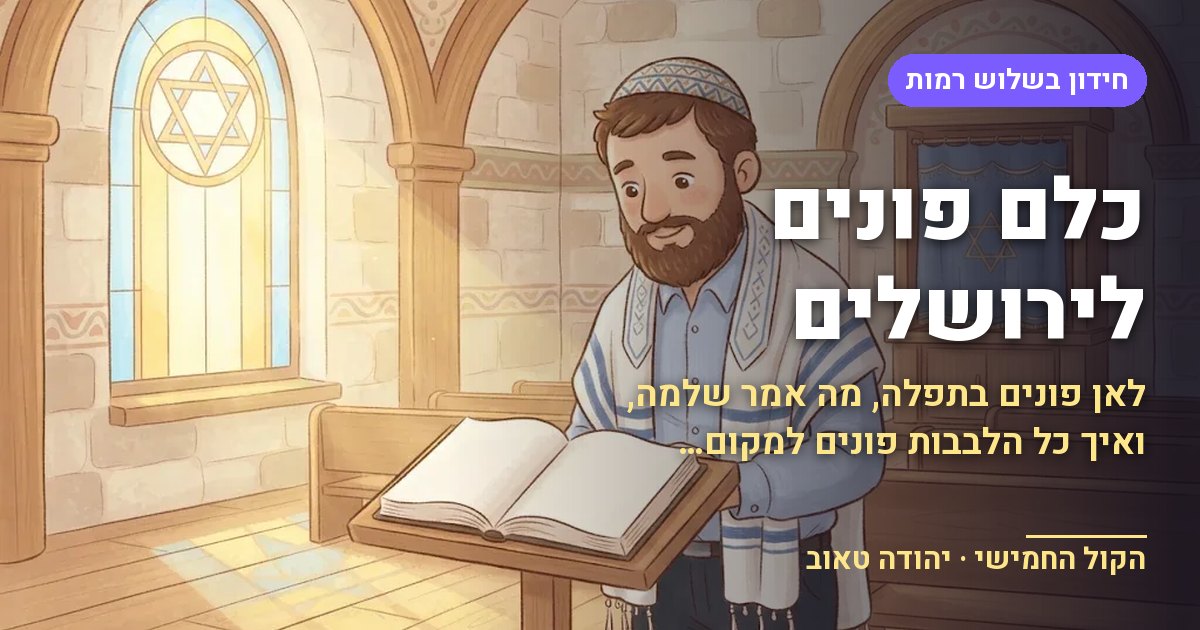 חידון בשלוש רמות
כלם פונים
לירושלים
לאן פונים בתפלה, מה אמר שלמה,
ואיך כל הלבבות פונים למקום...
הקול החמישי · יהודה טאוב